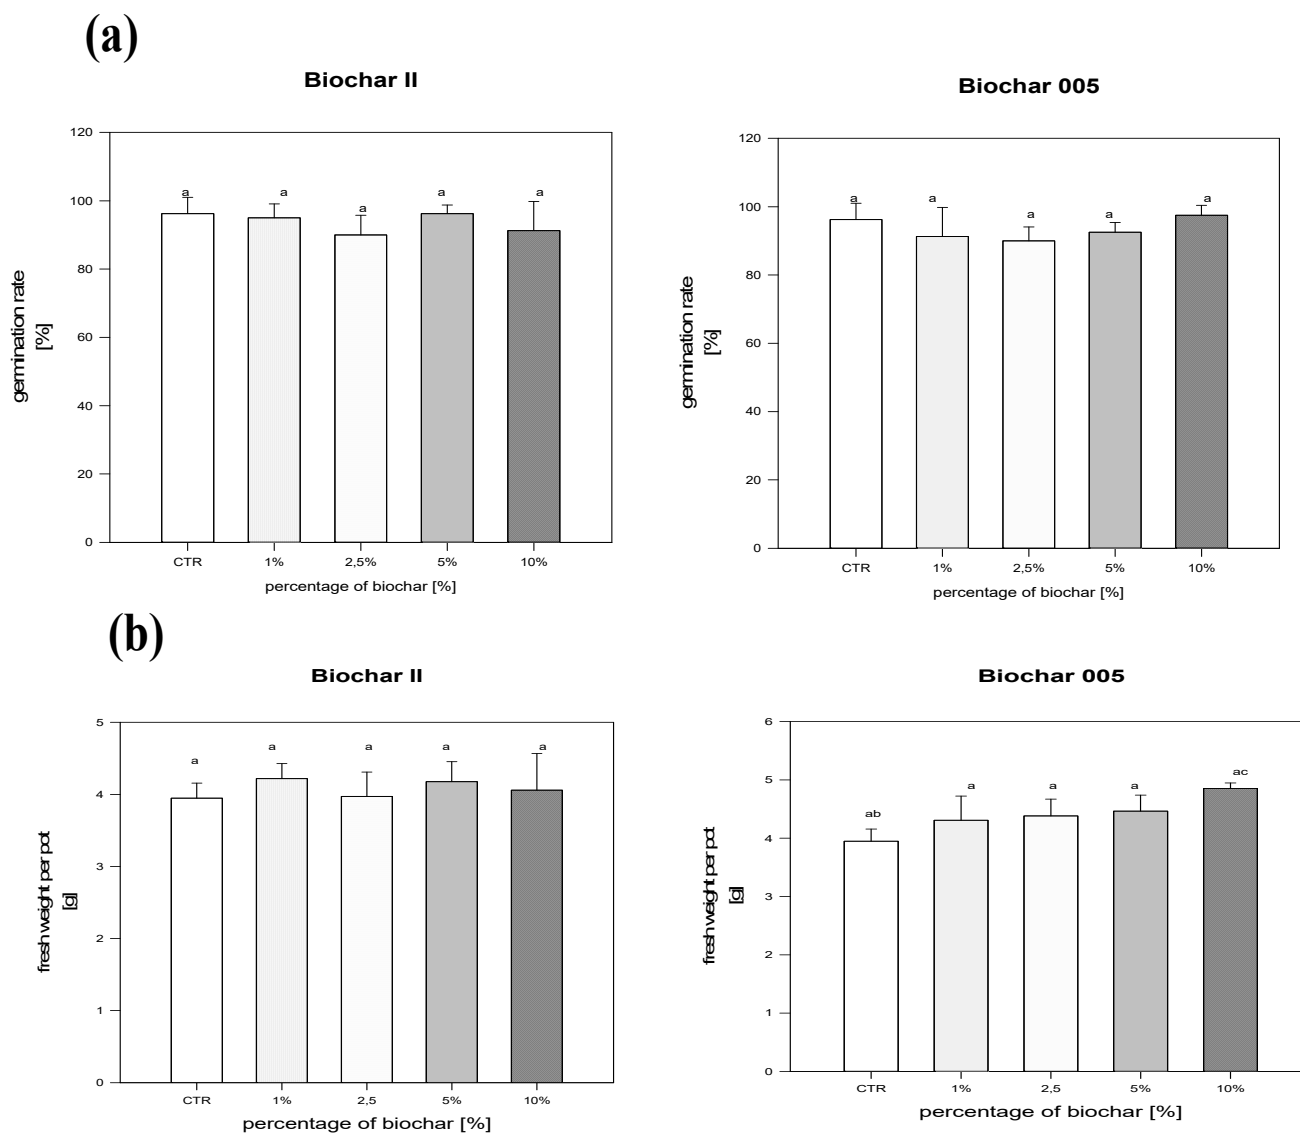 (a)
Biochar II
120
100
80
60
40
20
0
germination rate
[%]
a a a a a
CTR 1% 2,5% 5% 10%
percentage of biochar [%]
Biochar 005
120
100
80
60
40
20
0
germination rate
[%]
a a a a a
CTR 1% 2,5% 5% 10%
percentage of biochar [%]
(b)
Biochar II
5
4
3
2
1
0
fresh weight per pot
[g]
a a a a a
CTR 1% 2,5 5% 10%
percentage of biochar [%]
Biochar 005
6
5
4
3
2
1
0
fresh weight per pot
[g]
ab a a a ac
CTR 1% 2,5 5% 10%
percentage of biochar [%]